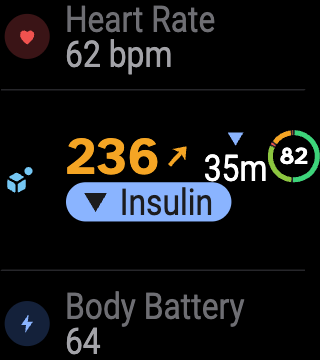 Heart Rate
62 bpm
236 35m 82
Insulin
Body Battery
64